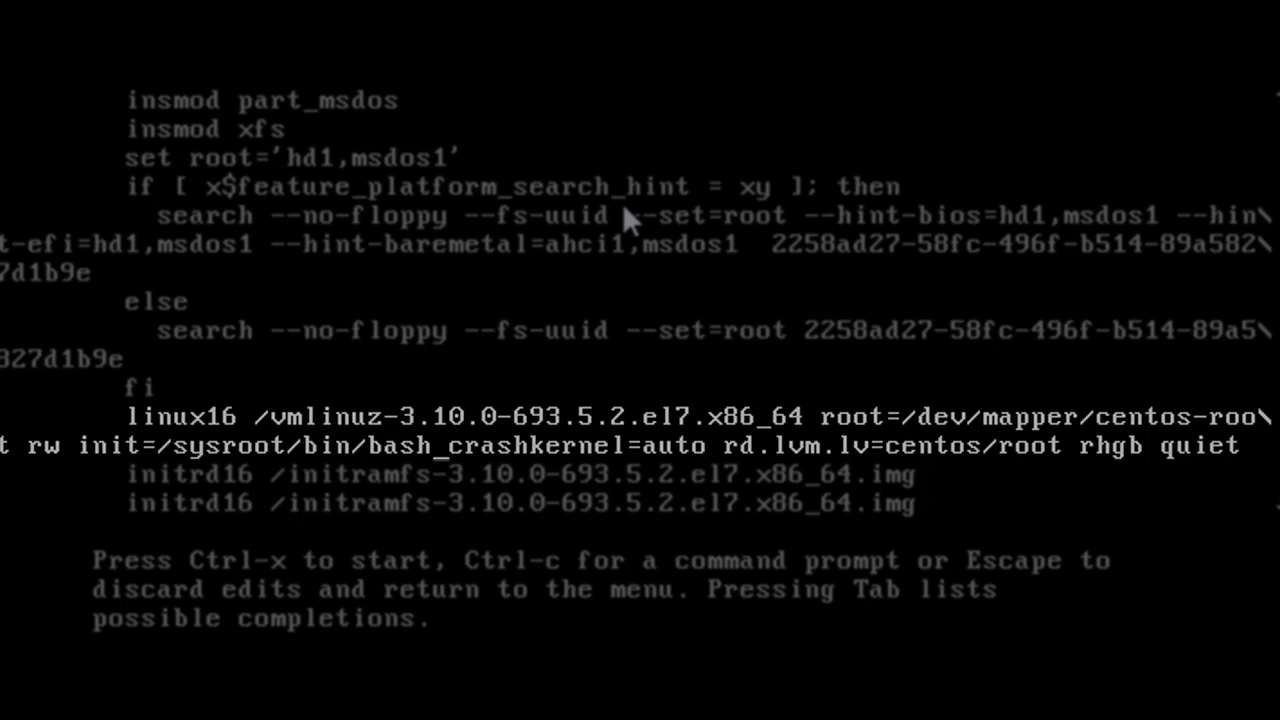 insmod part_msdos
insmod xfs
set root='hd1,msdos1'
if [ x$feature_platform_search_hint = xy ]; then
search --no-floppy --fs-uuid --set=root --hint-bios=hd1,msdos1 --hin\
t-efi=hd1,msdos1 --hint-baremetal=ahci1,msdos1 2258ad27-58fc-496f-b514-89a582\
7d1b9e
else
search --no-floppy --fs-uuid --set=root 2258ad27-58fc-496f-b514-89a5\
827d1b9e
fi
linux16 /vmlinuz-3.10.0-693.5.2.el7.x86_64 root=/dev/mapper/centos-roo\
t rw init=/sysroot/bin/bash_crashkernel=auto rd.lvm.lv=centos/root rhgb quiet
initrd16 /initramfs-3.10.0-693.5.2.el7.x86_64.img
initrd16 /initramfs-3.10.0-693.5.2.el7.x86_64.img
Press Ctrl-x to start, Ctrl-c for a command prompt or Escape to
discard edits and return to the menu. Pressing Tab lists
possible completions.